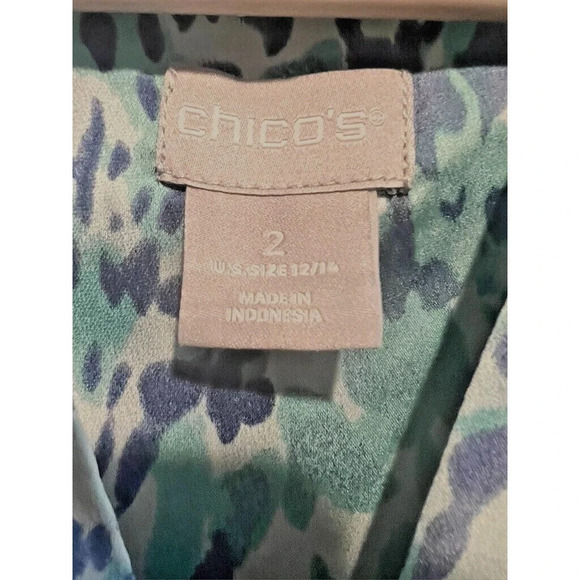 chico's®
2
U.S. SIZE 12/14
MADE IN
INDONESIA